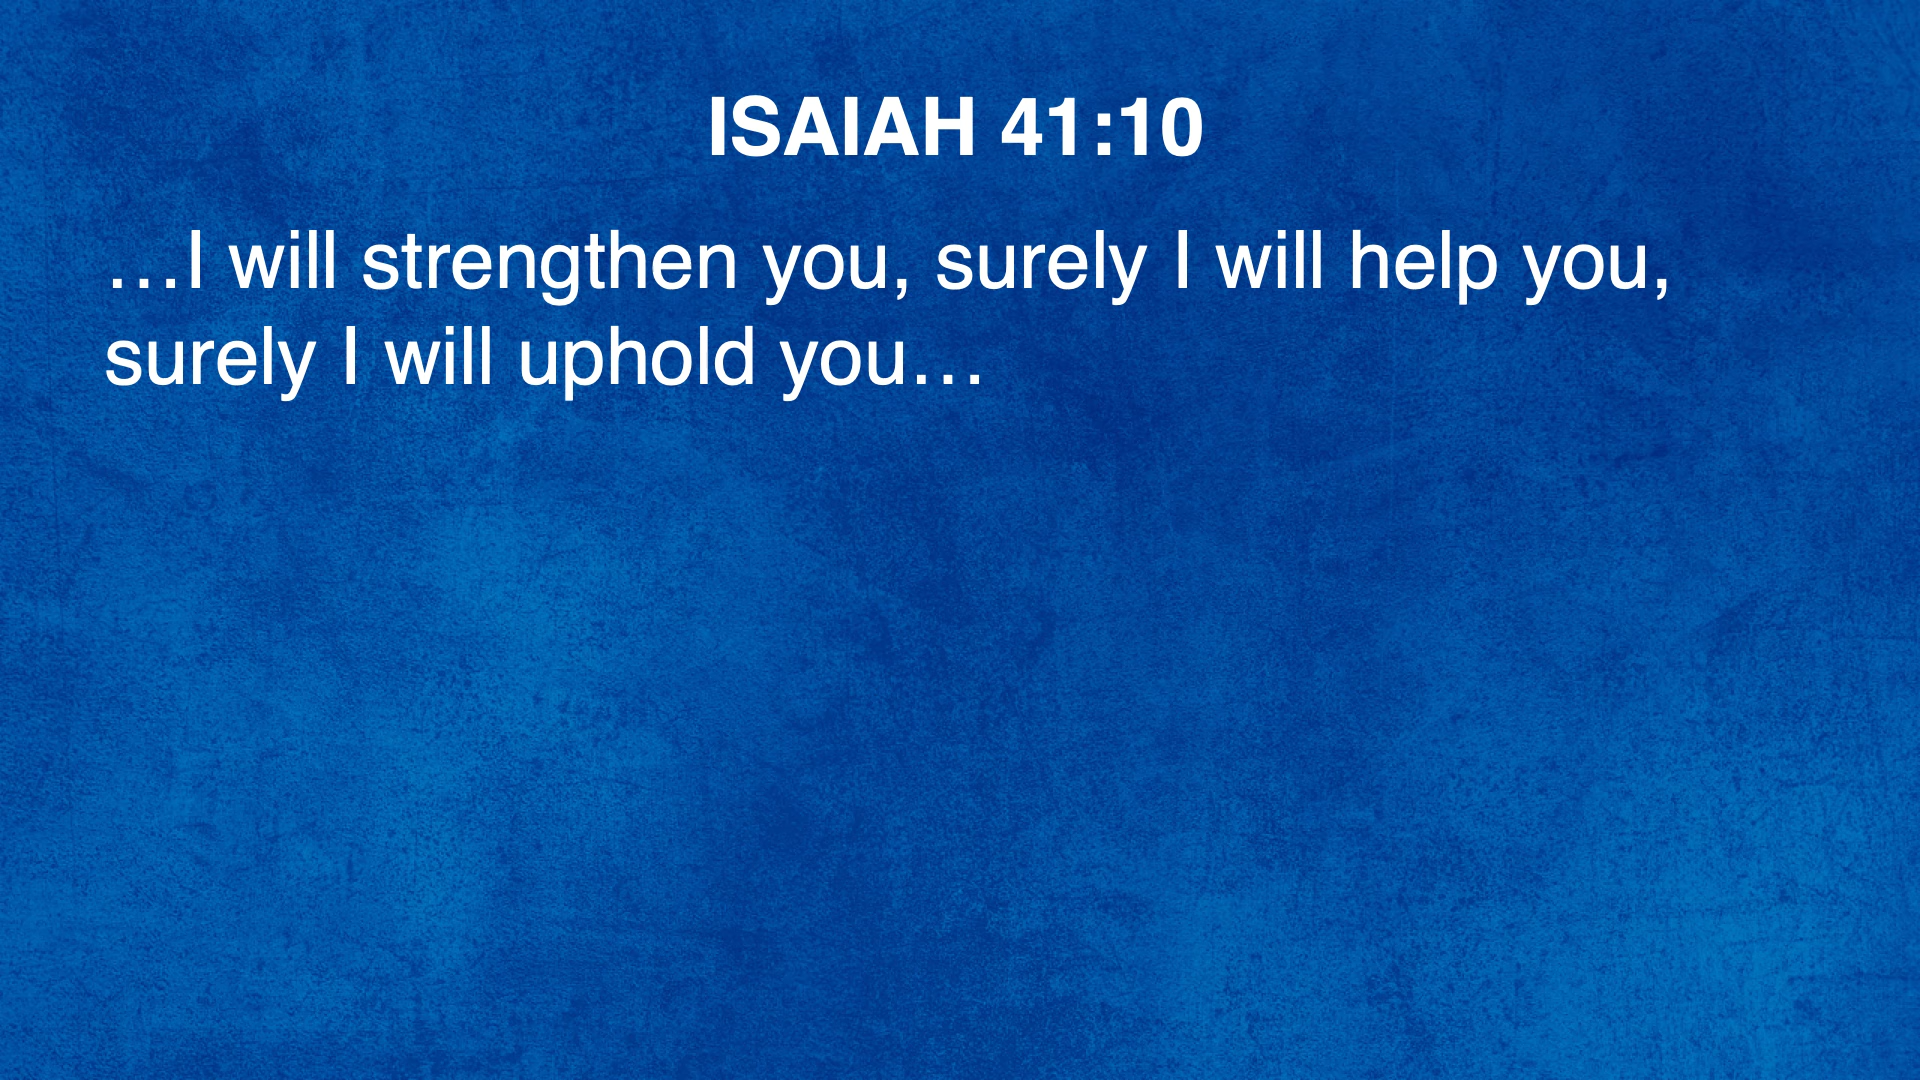 ISAIAH 41:10
…I will strengthen you, surely I will help you,
surely I will uphold you…